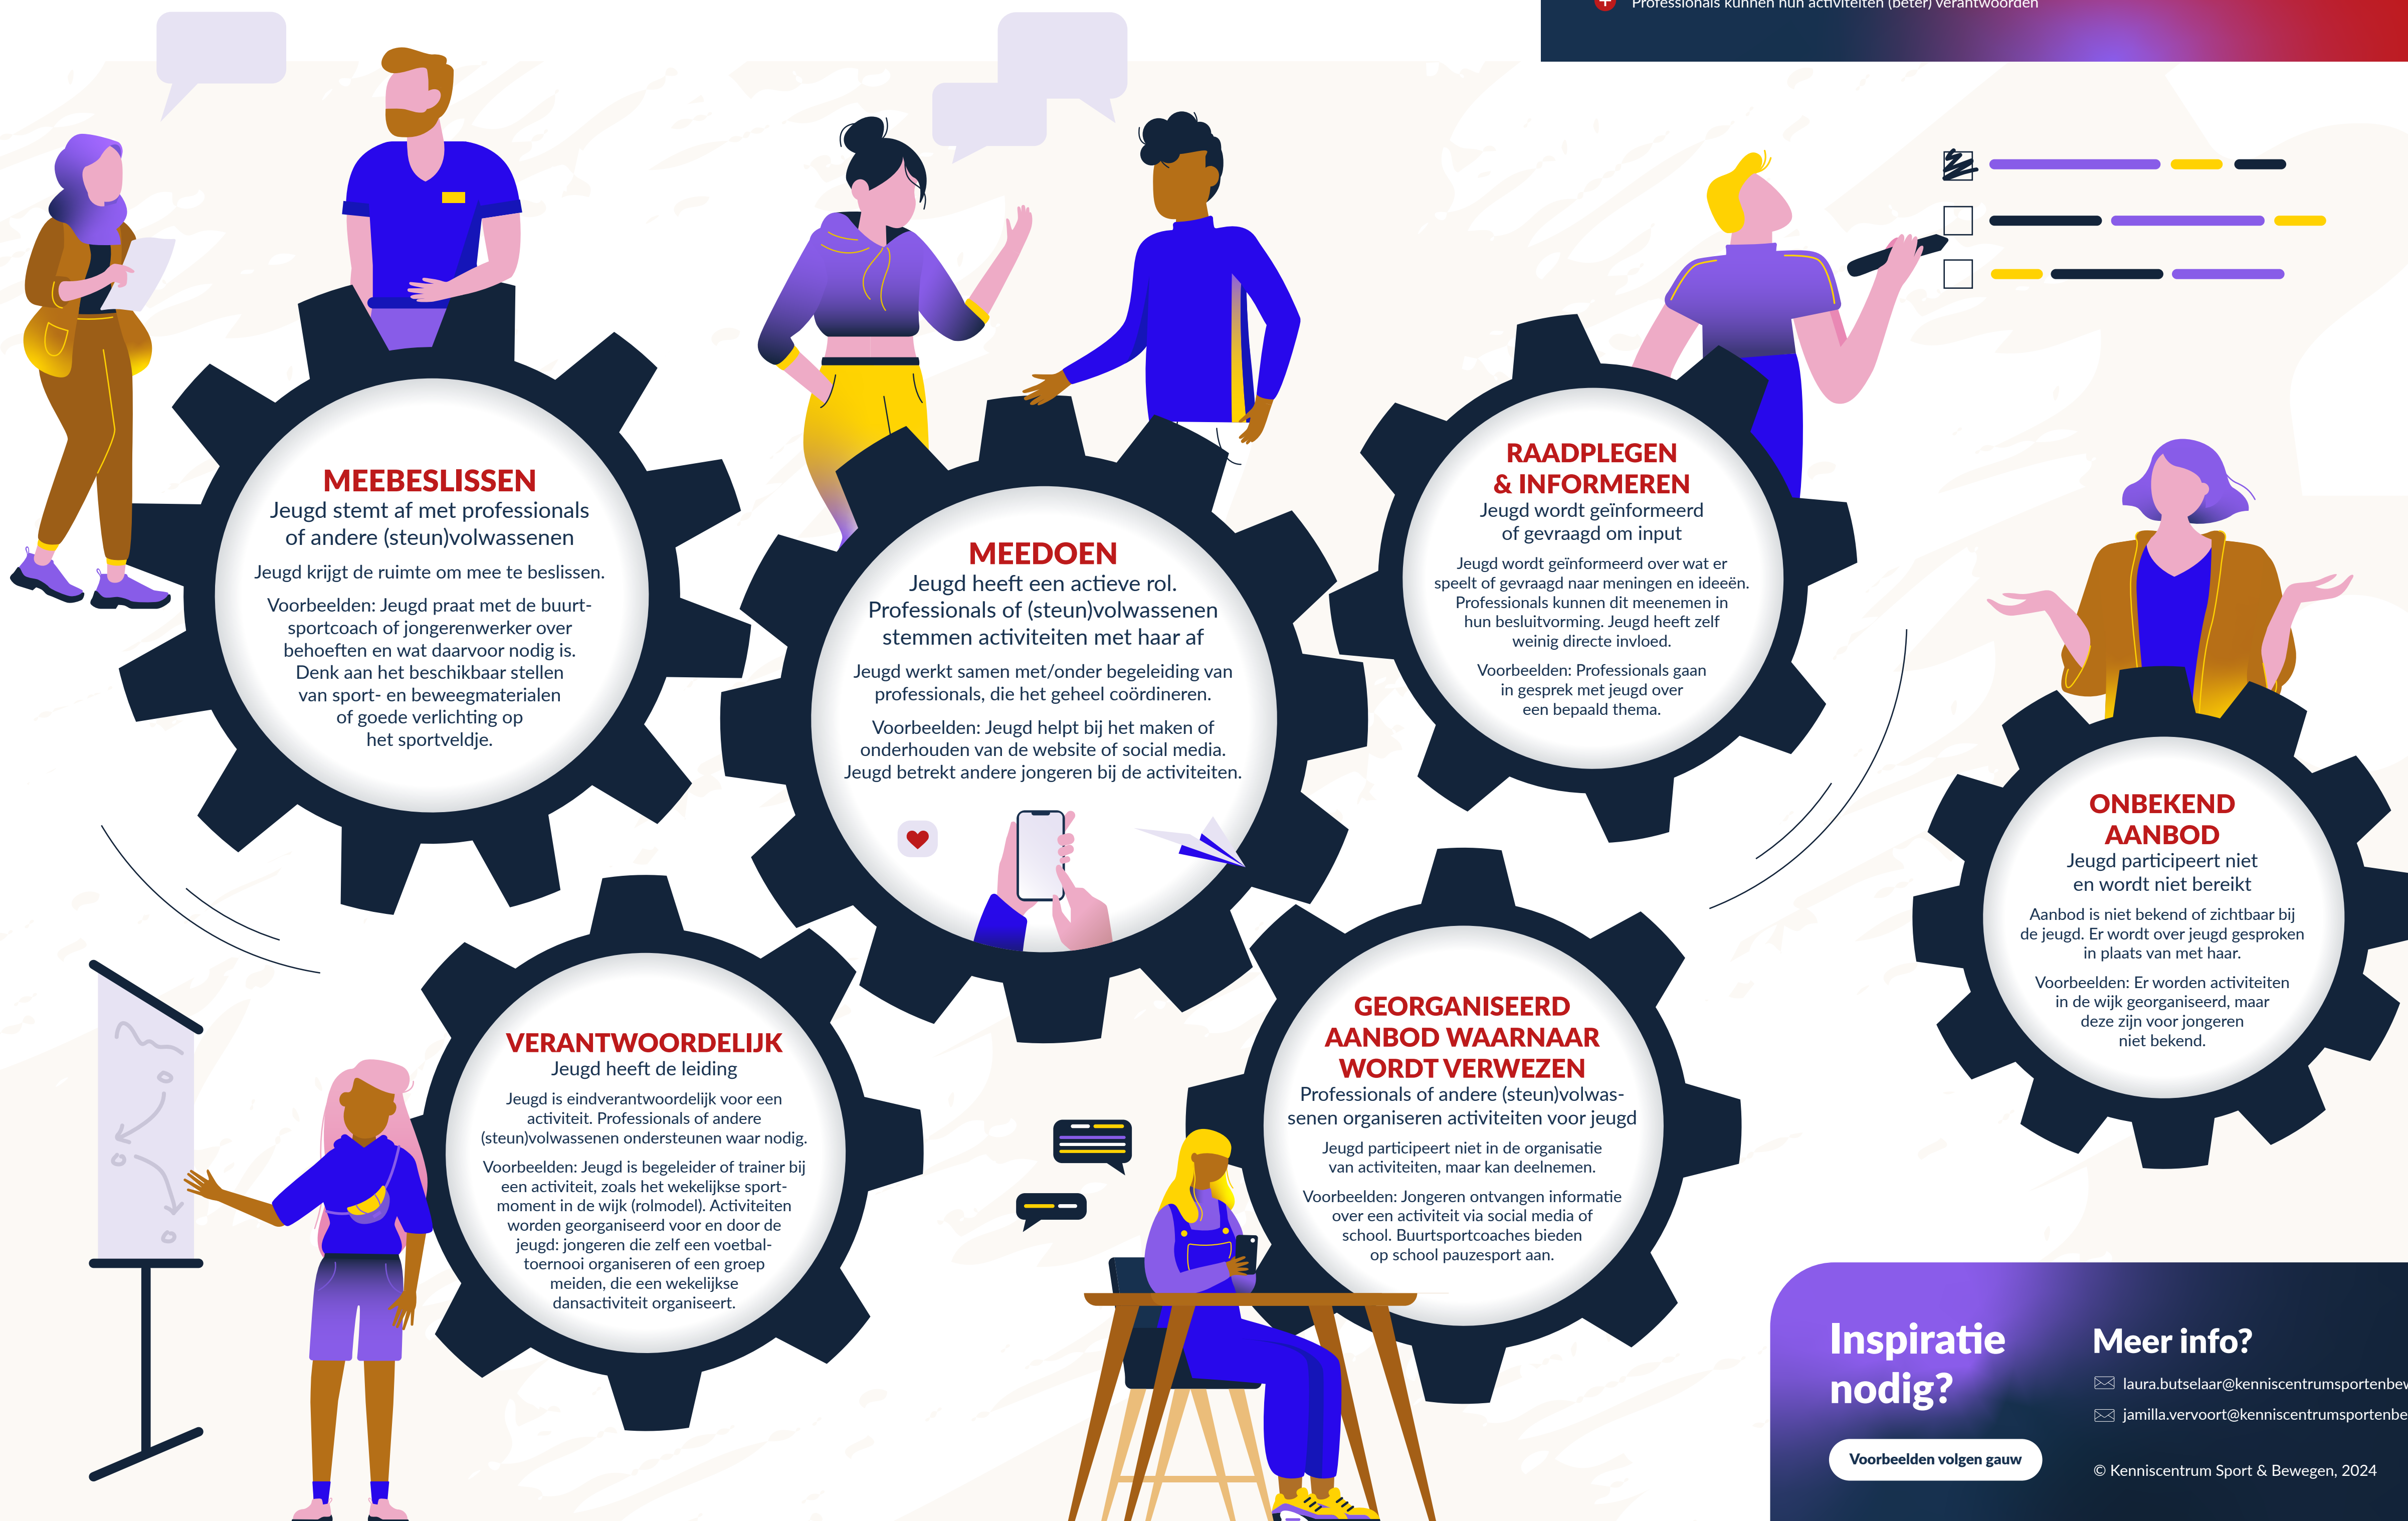 Professionals kunnen hun activiteiten (beter) verantwoorden
MEEBESLISSEN
Jeugd stemt af met professionals
of andere (steun)volwassenen
Jeugd krijgt de ruimte om mee te beslissen.
Voorbeelden: Jeugd praat met de buurt-
sportcoach of jongerenwerker over
behoeften en wat daarvoor nodig is.
Denk aan het beschikbaar stellen
van sport- en beweegmaterialen
of goede verlichting op
het sportveldje.
MEEDOEN
Jeugd heeft een actieve rol.
Professionals of (steun)volwassenen
stemmen activiteiten met haar af
Jeugd werkt samen met/onder begeleiding van
professionals, die het geheel coördineren.
Voorbeelden: Jeugd helpt bij het maken of
onderhouden van de website of social media.
Jeugd betrekt andere jongeren bij de activiteiten.
RAADPLEGEN
& INFORMEREN
Jeugd wordt geïnformeerd
of gevraagd om input
Jeugd wordt geïnformeerd over wat er
speelt of gevraagd naar meningen en ideeën.
Professionals kunnen dit meenemen in
hun besluitvorming. Jeugd heeft zelf
weinig directe invloed.
Voorbeelden: Professionals gaan
in gesprek met jeugd over
een bepaald thema.
ONBEKEND
AANBOD
Jeugd participeert niet
en wordt niet bereikt
Aanbod is niet bekend of zichtbaar bij
de jeugd. Er wordt over jeugd gesproken
in plaats van met haar.
Voorbeelden: Er worden activiteiten
in de wijk georganiseerd, maar
deze zijn voor jongeren
niet bekend.
VERANTWOORDELIJK
Jeugd heeft de leiding
Jeugd is eindverantwoordelijk voor een
activiteit. Professionals of andere
(steun)volwassenen ondersteunen waar nodig.
Voorbeelden: Jeugd is begeleider of trainer bij
een activiteit, zoals het wekelijkse sport-
moment in de wijk (rolmodel). Activiteiten
worden georganiseerd voor en door de
jeugd: jongeren die zelf een voetbal-
toernooi organiseren of een groep
meiden, die een wekelijkse
dansactiviteit organiseert.
GEORGANISEERD
AANBOD WAARNAAR
WORDT VERWEZEN
Professionals of andere (steun)volwas-
senen organiseren activiteiten voor jeugd
Jeugd participeert niet in de organisatie
van activiteiten, maar kan deelnemen.
Voorbeelden: Jongeren ontvangen informatie
over een activiteit via social media of
school. Buurtsportcoaches bieden
op school pauzesport aan.
Inspiratie
nodig?
Voorbeelden volgen gauw
Meer info?
laura.butselaar@kenniscentrumsportenbew
jamilla.vervoort@kenniscentrumsportenbe
© Kenniscentrum Sport & Bewegen, 2024